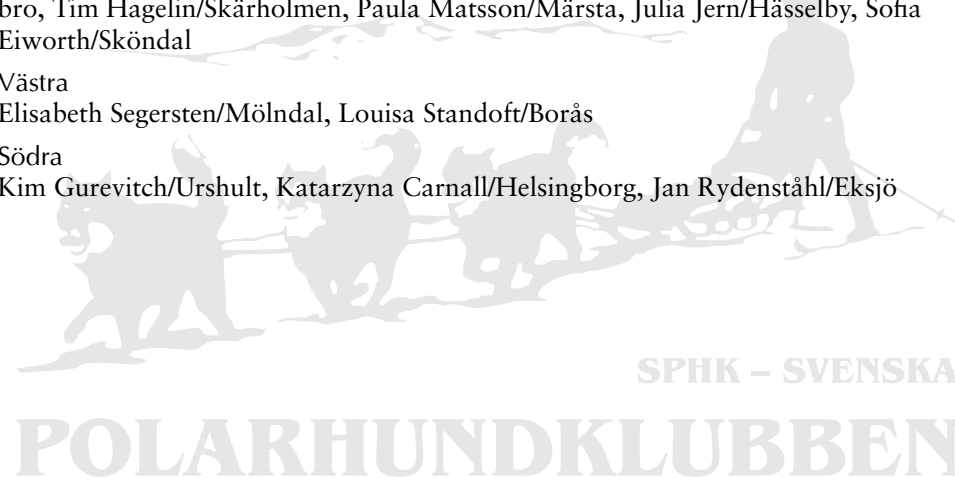 bro, Tim Hagelin/Skärholmen, Paula Matsson/Märsta, Julia Jern/Hässelby, Sofia
Eiworth/Sköndal
Västra
Elisabeth Segersten/Mölndal, Louisa Standoft/Borås
Södra
Kim Gurevitch/Urshult, Katarzyna Carnall/Helsingborg, Jan Rydenståhl/Eksjö
SPHK – SVENSKA
POLARHUNDKLUBBEN